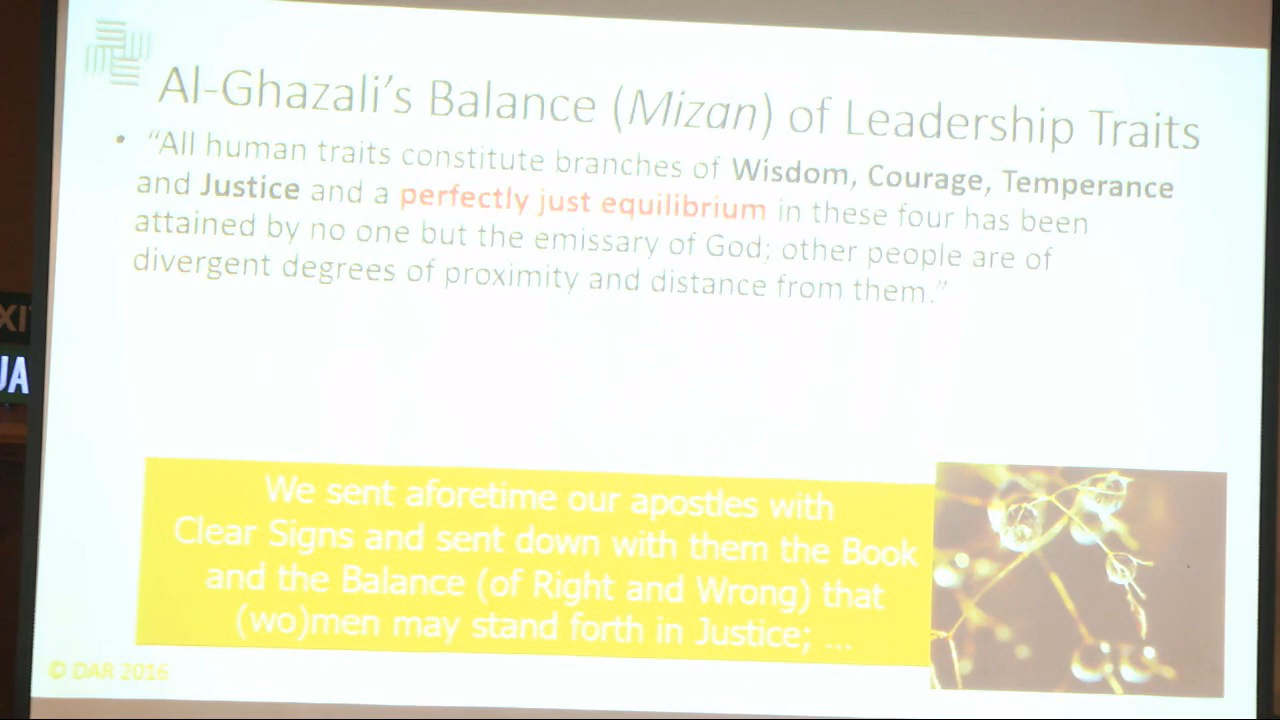 Al-Ghazali's Balance (Mizan) of Leadership Traits
• “All human traits constitute branches of Wisdom, Courage, Temperance
and Justice and a perfectly just equilibrium in these four has been
attained by no one but the emissary of God; other people are of
divergent degrees of proximity and distance from them.”
We sent aforetime our apostles with
Clear Signs and sent down with them the Book
and the Balance (of Right and Wrong) that
(wo)men may stand forth in Justice; ...
© DAR 2016
XI
UA